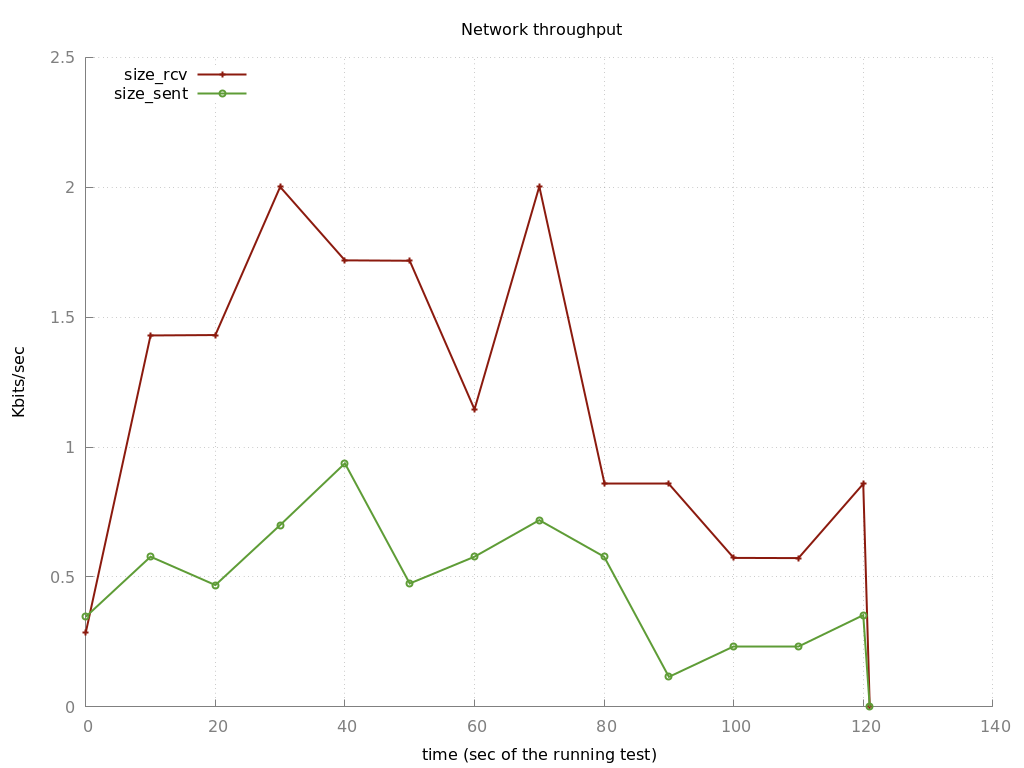 Network throughput
2.5
size_rcv
size_sent
2
1.5
Kbits/sec
1
0.5
0
0 20 40 60 80 100 120 140
time (sec of the running test)